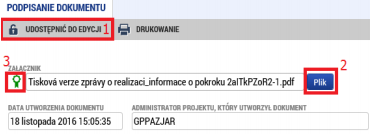 PODPISANIE DOKUMENTU
UDOSTĘPNIĆ DO EDYCJI 1 DRUKOWANIE
3 2
ZAŁĄCZNIK
Tisková verze zprávy o realizaci_informace o pokroku 2aITkPZoR2-1.pdf Plik
DATA UTWORZENIA DOKUMENTU ADMINISTRATOR PROJEKTU, KTÓRY UTWORZYŁ DOKUMENT
18 listopada 2016 15:05:35 GPPAZJAR